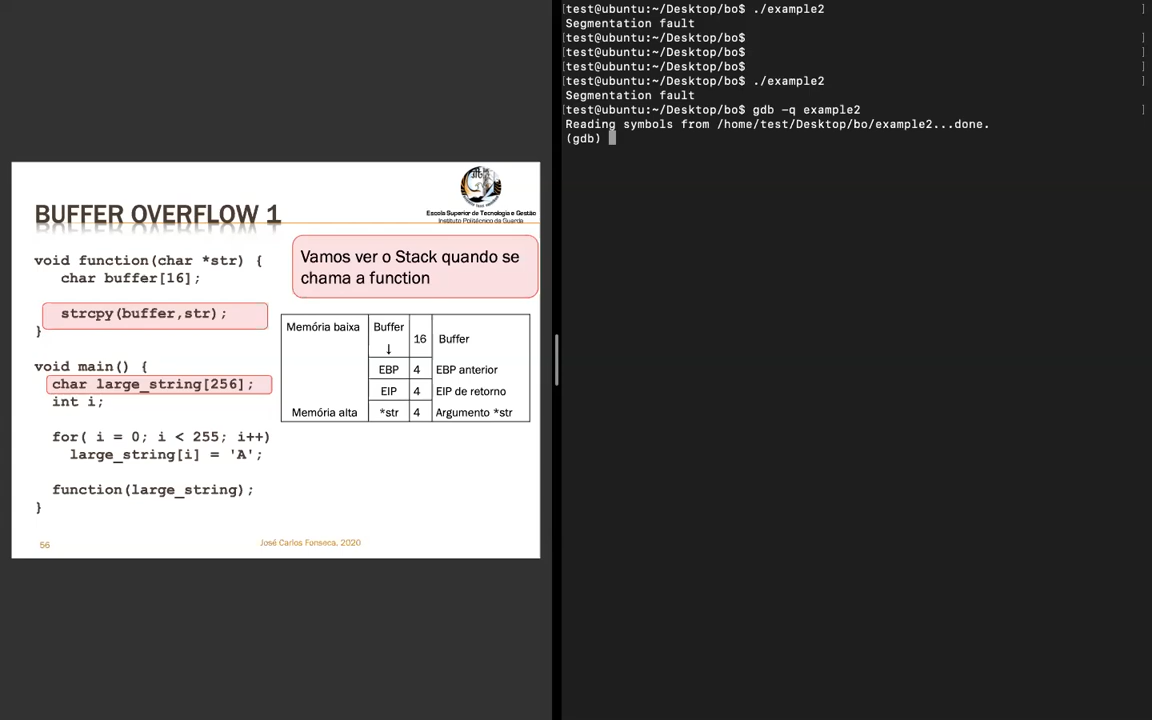 BUFFER OVERFLOW 1
Escola Superior de Tecnologia e Gestão
Instituto Politécnico da Guarda
void function(char *str) {
char buffer[16];
strcpy(buffer,str);
}
void main() {
char large_string[256];
int i;
for( i = 0; i < 255; i++)
large_string[i] = 'A';
function(large_string);
}
Vamos ver o Stack quando se
chama a function
Memória baixa Buffer ↓ 16 Buffer
EBP 4 EBP anterior
EIP 4 EIP de retorno
Memória alta *str 4 Argumento *str
56
José Carlos Fonseca, 2020
[test@ubuntu:~/Desktop/bo$ ./example2 ]
Segmentation fault
[test@ubuntu:~/Desktop/bo$ ]
[test@ubuntu:~/Desktop/bo$ ]
[test@ubuntu:~/Desktop/bo$ ]
[test@ubuntu:~/Desktop/bo$ ./example2 ]
Segmentation fault
[test@ubuntu:~/Desktop/bo$ gdb -q example2 ]
Reading symbols from /home/test/Desktop/bo/example2...done.
(gdb)